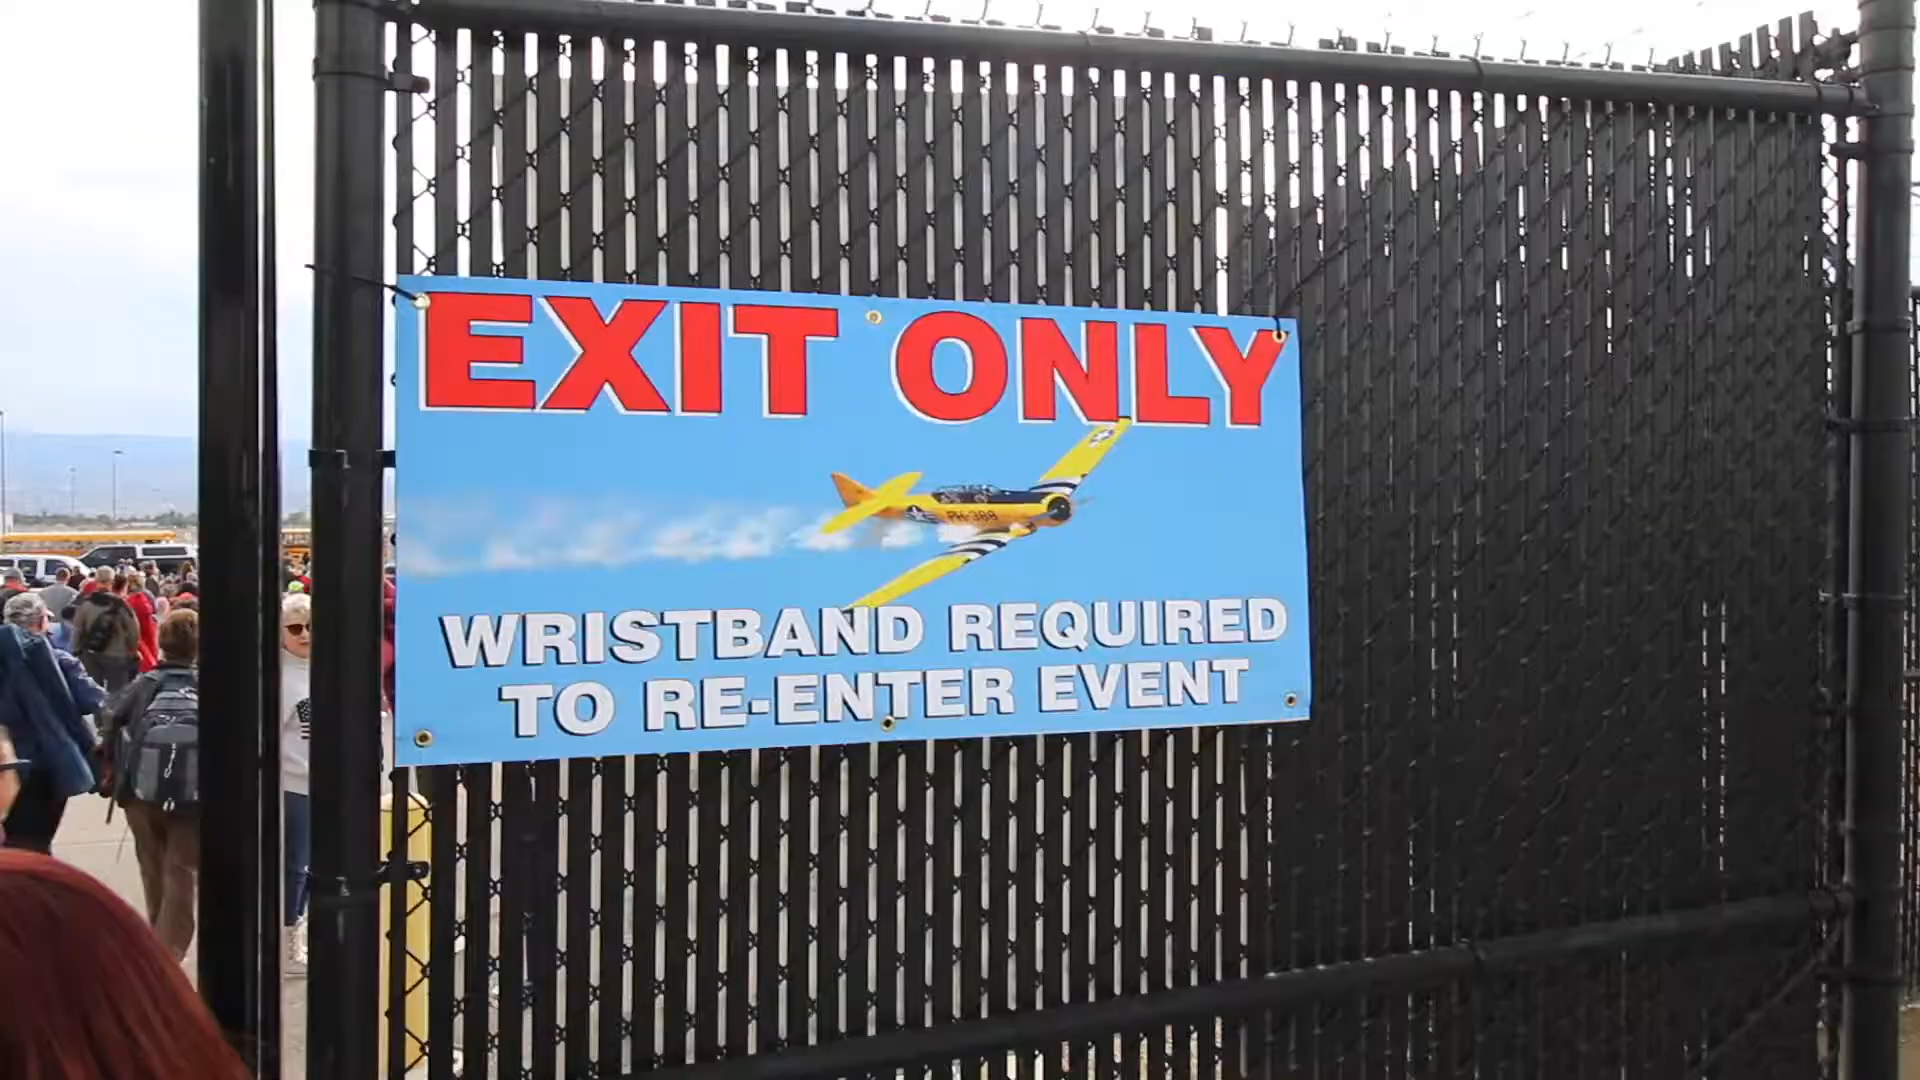 EXIT ONLY
WRISTBAND REQUIRED
TO RE-ENTER EVENT